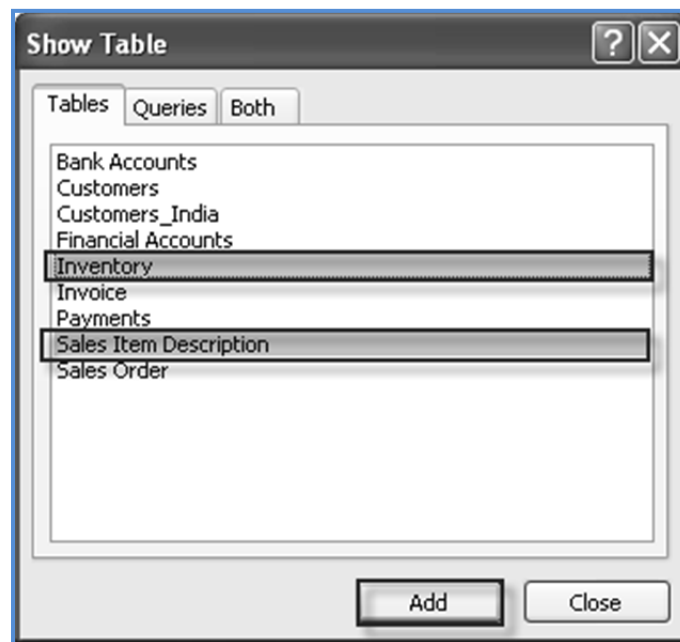 Show Table
Tables Queries Both
Bank Accounts
Customers
Customers_India
Financial Accounts
Inventory
Invoice
Payments
Sales Item Description
Sales Order
Add Close